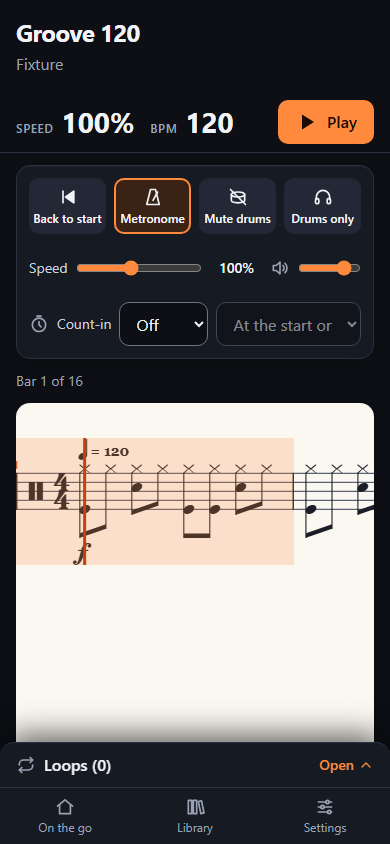 Groove 120
Fixture
SPEED 100% BPM 120 Play
Back to start Metronome Mute drums Drums only
Speed 100%
Count-in Off At the start or
Bar 1 of 16
= 120
4
4
f
Loops (0) Open
On the go Library Settings